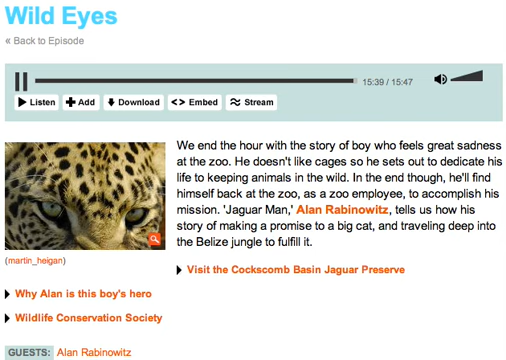 Wild Eyes
« Back to Episode
15:39 / 15:47
Listen Add Download Embed Stream
We end the hour with the story of boy who feels great sadness
at the zoo. He doesn't like cages so he sets out to dedicate his
life to keeping animals in the wild. In the end though, he'll find
himself back at the zoo, as a zoo employee, to accomplish his
mission. 'Jaguar Man,' Alan Rabinowitz, tells us how his
story of making a promise to a big cat, and traveling deep into
the Belize jungle to fulfill it.
(martin_heigan)
Visit the Cockscomb Basin Jaguar Preserve
Why Alan is this boy's hero
Wildlife Conservation Society
GUESTS: Alan Rabinowitz